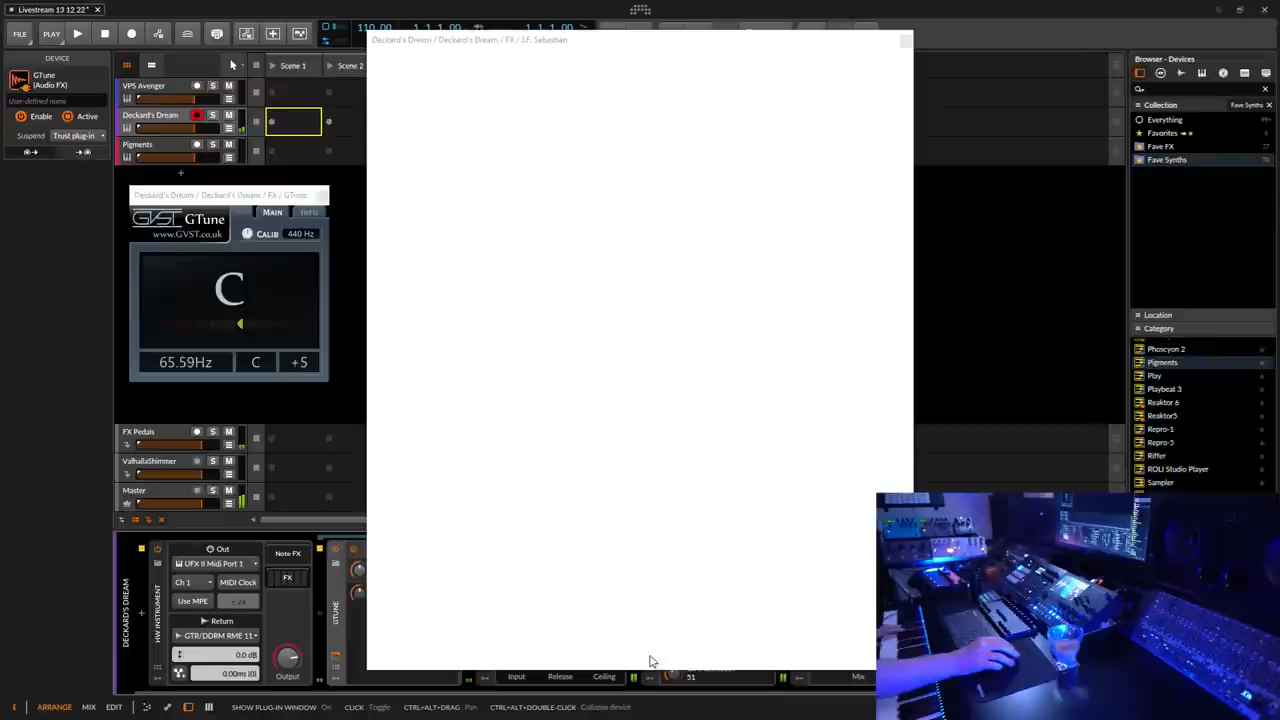 Livestream 13 12 22*
FILE
PLAY
110.00
1.1.1.00
1.1.1.00
DEVICE
GTune
(Audio FX)
User-defined name
Enable
Active
Suspend
Trust plug-in
Scene 1
Scene 2
VPS Avenger
S
M
Deckard's Dream
S
M
Pigments
S
M
Deckard's Dream / Deckard's Dream / FX / GTune
GVST GTune
www.GVST.co.uk
MAIN
INFO
CALIB
440 Hz
C
65.59Hz
C
+5
FX Pedals
S
M
ValhallaShimmer
S
M
Master
S
M
Deckard's Dream / Deckard's Dream / FX / J.F. Sebastian
Browser - Devices
Collection
Fave Synths
Everything
99+
Favorites
Fave FX
Fave Synths
Location
Category
Phoscyon 2
Pigments
Play
Playbeat 3
Reaktor 6
Reaktor5
Repro-1
Repro-5
Riffer
ROLI Studio Player
Sampler
DECKARD'S DREAM
HW INSTRUMENT
Out
UFX II Midi Port 1
Ch 1
MIDI Clock
Use MPE
Return
GTR/DDRM RME 11
0.0 dB
0.00ms (0)
Note FX
FX
Output
GTUNE
Input
Release
Ceiling
51
Mix
ARRANGE
MIX
EDIT
SHOW PLUG-IN WINDOW On
CLICK Toggle
CTRL+ALT+DRAG Pan
CTRL+ALT+DOUBLE-CLICK Collapse device